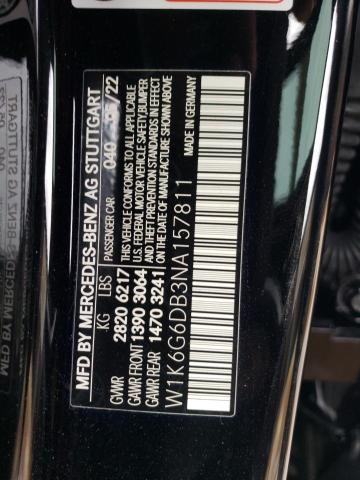 MFD BY MERCEDES-BENZ AG STUTTGART
KG LBS PASSENGER CAR 040 /22
GVWR 2820 6217 THIS VEHICLE CONFORMS TO ALL APPLICABLE
GAWR FRONT 1390 3064 U.S. FEDERAL MOTOR VEHICLE SAFETY/BUMPER
GAWR REAR 1470 3241 AND THEFT PREVENTION STANDARDS IN EFFECT
ON THE DATE OF MANUFACTURE SHOWN ABOVE
W1K6G6DB3NA157811
MADE IN GERMANY